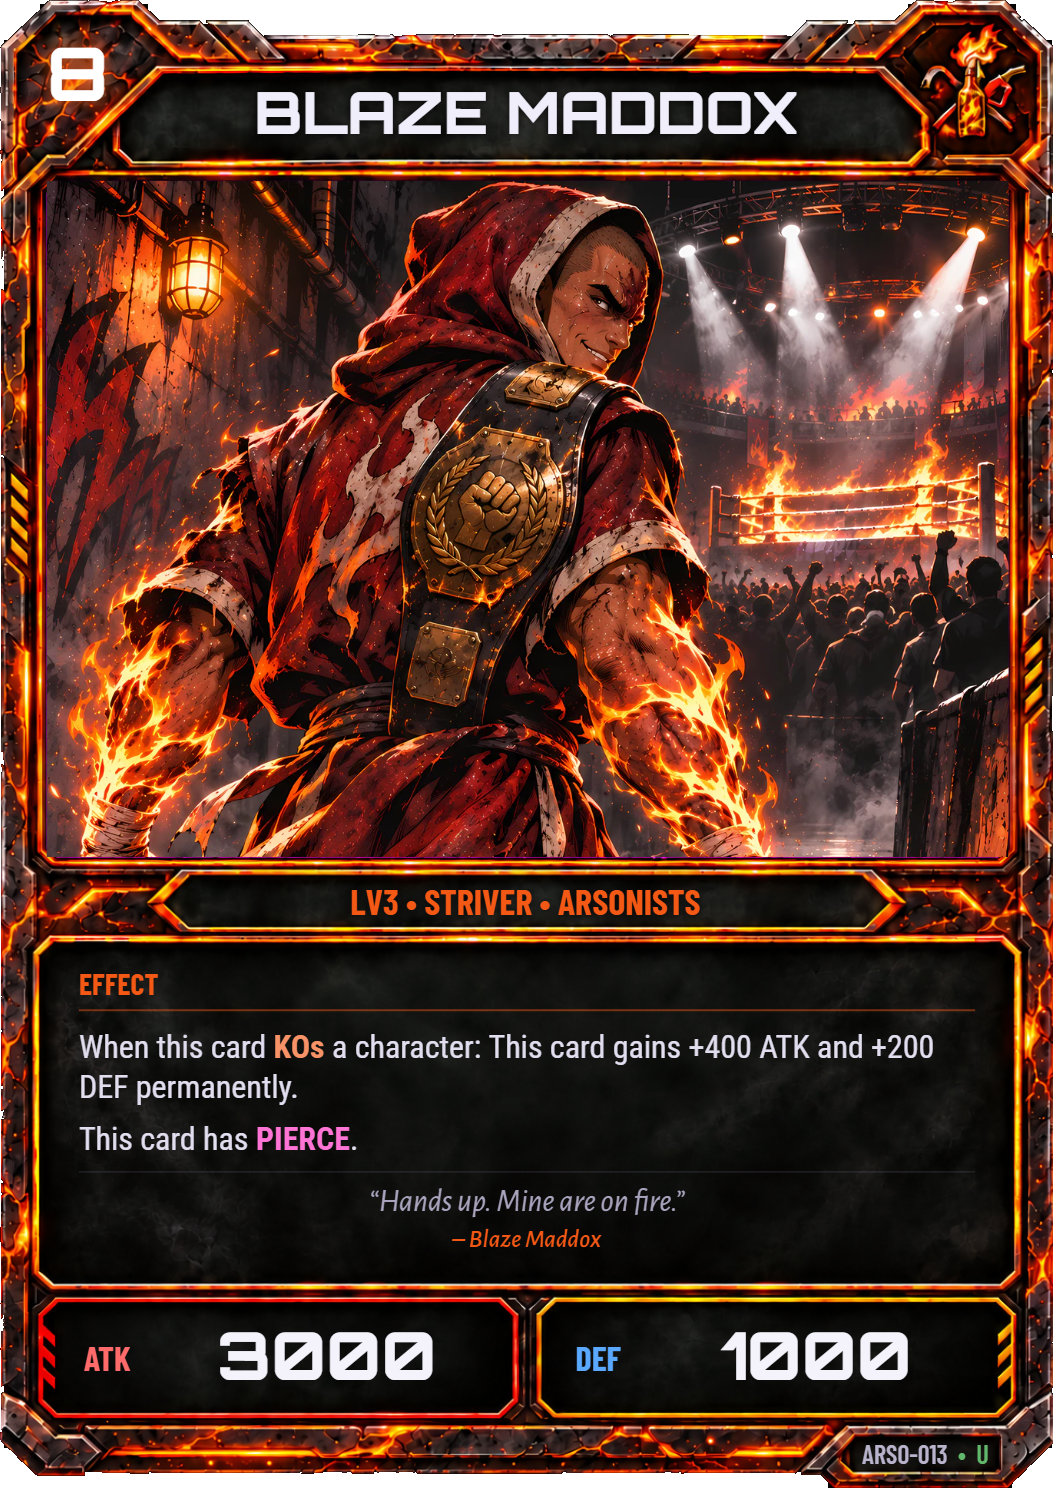 8
BLAZE MADDOX
LV3 • STRIVER • ARSONISTS
EFFECT
When this card KOs a character: This card gains +400 ATK and +200
DEF permanently.
This card has PIERCE.
“Hands up. Mine are on fire.”
– Blaze Maddox
ATK 3000
DEF 1000
ARSO-013 • U